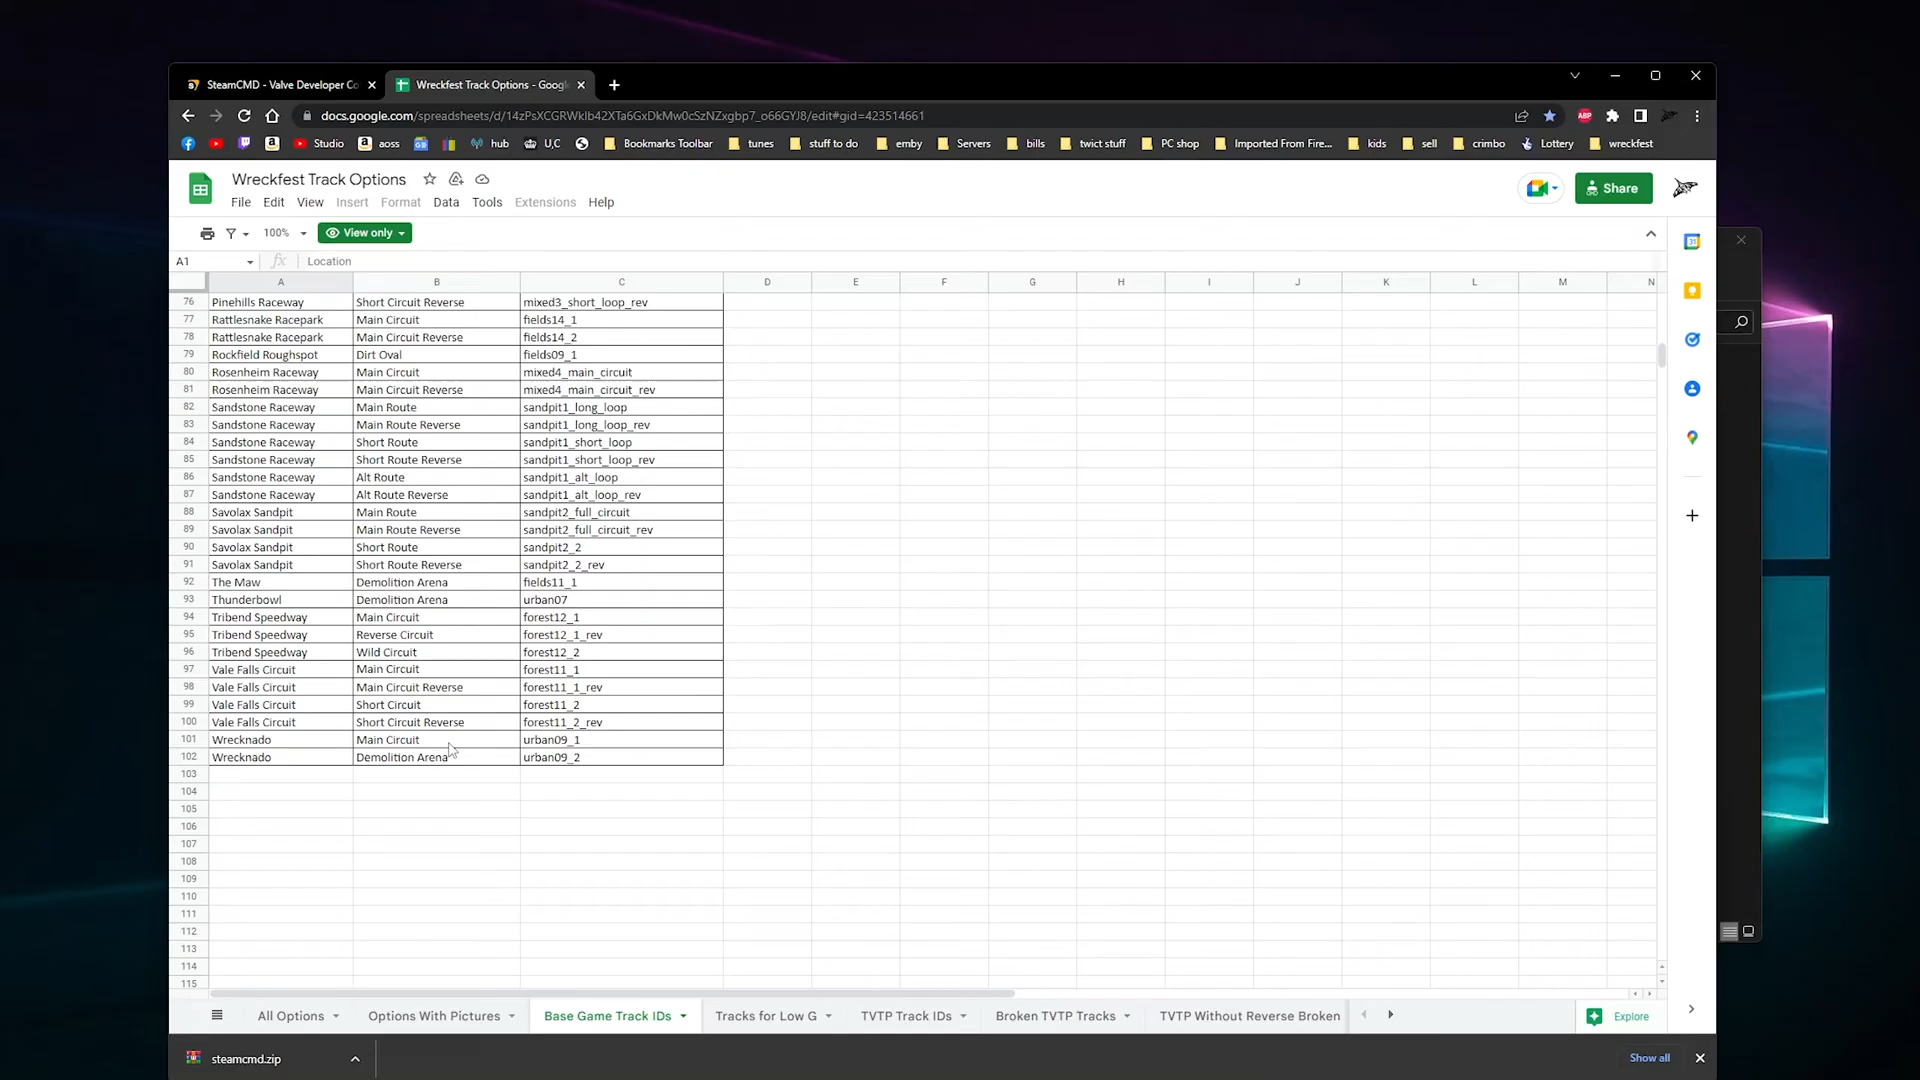 SteamCMD - Valve Developer Co
Wreckfest Track Options - Googl
docs.google.com/spreadsheets/d/14zPsXCGRWkIb42XTa6GxDkMw0cSzNZxgbp7_o66GYJ8/edit#gid=423514661
ABP
Studio aoss hub U,C Bookmarks Toolbar tunes stuff to do emby Servers bills twict stuff PC shop Imported From Fire... kids sell crimbo Lottery wreckfest
Wreckfest Track Options
Share
File Edit View Insert Format Data Tools Extensions Help
100% View only
A1 fx Location
A B C D E F G H I J K L M N
76 Pinehills Raceway Short Circuit Reverse mixed3_short_loop_rev
77 Rattlesnake Racepark Main Circuit fields14_1
78 Rattlesnake Racepark Main Circuit Reverse fields14_2
79 Rockfield Roughspot Dirt Oval fields09_1
80 Rosenheim Raceway Main Circuit mixed4_main_circuit
81 Rosenheim Raceway Main Circuit Reverse mixed4_main_circuit_rev
82 Sandstone Raceway Main Route sandpit1_long_loop
83 Sandstone Raceway Main Route Reverse sandpit1_long_loop_rev
84 Sandstone Raceway Short Route sandpit1_short_loop
85 Sandstone Raceway Short Route Reverse sandpit1_short_loop_rev
86 Sandstone Raceway Alt Route sandpit1_alt_loop
87 Sandstone Raceway Alt Route Reverse sandpit1_alt_loop_rev
88 Savolax Sandpit Main Route sandpit2_full_circuit
89 Savolax Sandpit Main Route Reverse sandpit2_full_circuit_rev
90 Savolax Sandpit Short Route sandpit2_2
91 Savolax Sandpit Short Route Reverse sandpit2_2_rev
92 The Maw Demolition Arena fields11_1
93 Thunderbowl Demolition Arena urban07
94 Tribend Speedway Main Circuit forest12_1
95 Tribend Speedway Reverse Circuit forest12_1_rev
96 Tribend Speedway Wild Circuit forest12_2
97 Vale Falls Circuit Main Circuit forest11_1
98 Vale Falls Circuit Main Circuit Reverse forest11_1_rev
99 Vale Falls Circuit Short Circuit forest11_2
100 Vale Falls Circuit Short Circuit Reverse forest11_2_rev
101 Wrecknado Main Circuit urban09_1
102 Wrecknado Demolition Arena urban09_2
103
104
105
106
107
108
109
110
111
112
113
114
115
All Options Options With Pictures Base Game Track IDs Tracks for Low G TVTP Track IDs Broken TVTP Tracks TVTP Without Reverse Broken Explore
steamcmd.zip Show all